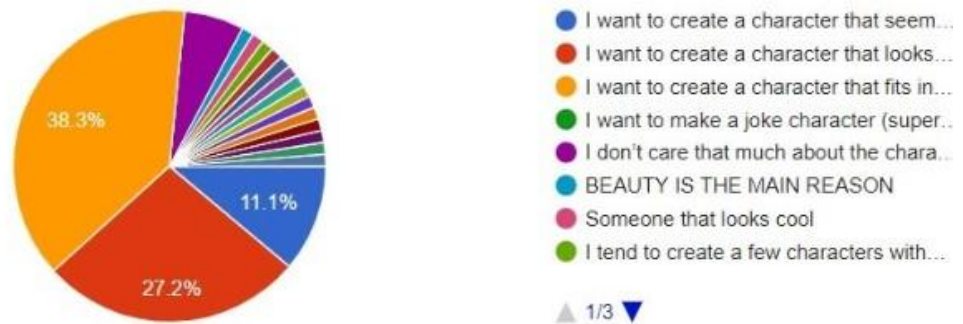 38.3%
11.1%
27.2%
I want to create a character that seem...
I want to create a character that looks...
I want to create a character that fits in...
I want to make a joke character (super...
I don't care that much about the chara...
BEAUTY IS THE MAIN REASON
Someone that looks cool
I tend to create a few characters with...
1/3